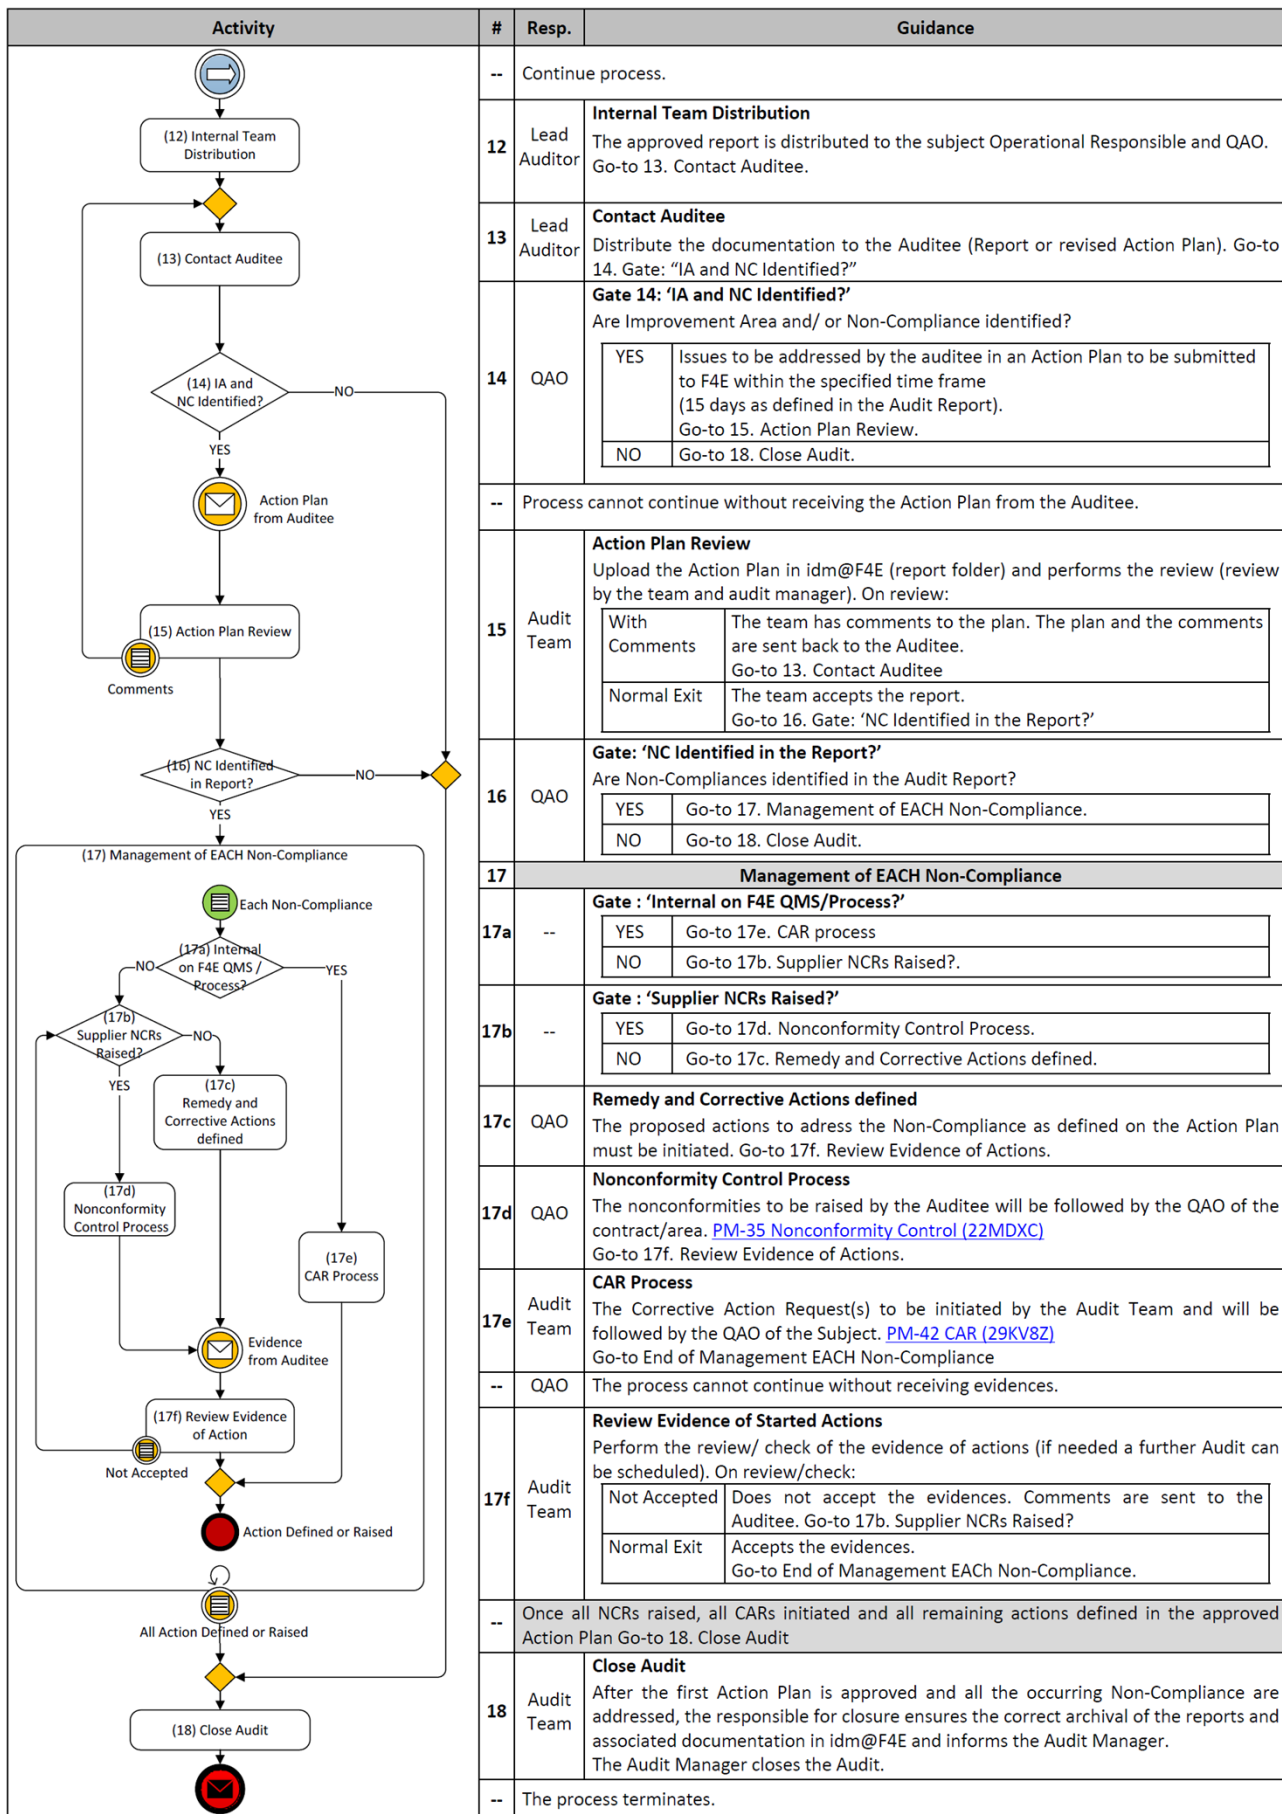 Activity
#
Resp.
Guidance
--
Continue process.
(12) Internal Team
Distribution
12
Lead
Auditor
Internal Team Distribution
The approved report is distributed to the subject Operational Responsible and QAO.
Go-to 13. Contact Auditee.
(13) Contact Auditee
13
Lead
Auditor
Contact Auditee
Distribute the documentation to the Auditee (Report or revised Action Plan). Go-to
14. Gate: “IA and NC Identified?”
(14) IA and
NC Identified?
NO
YES
Action Plan
from Auditee
14
QAO
Gate 14: ‘IA and NC Identified?’
Are Improvement Area and/ or Non-Compliance identified?
YES
Issues to be addressed by the auditee in an Action Plan to be submitted
to F4E within the specified time frame
(15 days as defined in the Audit Report).
Go-to 15. Action Plan Review.
NO
Go-to 18. Close Audit.
--
Process cannot continue without receiving the Action Plan from the Auditee.
(15) Action Plan Review
Comments
15
Audit
Team
Action Plan Review
Upload the Action Plan in idm@F4E (report folder) and performs the review (review
by the team and audit manager). On review:
With
Comments
The team has comments to the plan. The plan and the comments
are sent back to the Auditee.
Go-to 13. Contact Auditee
Normal Exit
The team accepts the report.
Go-to 16. Gate: ‘NC Identified in the Report?’
(16) NC Identified
in Report?
NO
YES
16
QAO
Gate: ‘NC Identified in the Report?’
Are Non-Compliances identified in the Audit Report?
YES
Go-to 17. Management of EACH Non-Compliance.
NO
Go-to 18. Close Audit.
(17) Management of EACH Non-Compliance
17
Management of EACH Non-Compliance
Each Non-Compliance
(17a) Internal
on F4E QMS /
Process?
NO
YES
17a
--
Gate : ‘Internal on F4E QMS/Process?’
YES
Go-to 17e. CAR process
NO
Go-to 17b. Supplier NCRs Raised?.
(17b)
Supplier NCRs
Raised?
NO
YES
17b
--
Gate : ‘Supplier NCRs Raised?’
YES
Go-to 17d. Nonconformity Control Process.
NO
Go-to 17c. Remedy and Corrective Actions defined.
(17c)
Remedy and
Corrective Actions
defined
17c
QAO
Remedy and Corrective Actions defined
The proposed actions to adress the Non-Compliance as defined on the Action Plan
must be initiated. Go-to 17f. Review Evidence of Actions.
(17d)
Nonconformity
Control Process
17d
QAO
Nonconformity Control Process
The nonconformities to be raised by the Auditee will be followed by the QAO of the
contract/area. PM-35 Nonconformity Control (22MDXC)
Go-to 17f. Review Evidence of Actions.
(17e)
CAR Process
17e
Audit
Team
CAR Process
The Corrective Action Request(s) to be initiated by the Audit Team and will be
followed by the QAO of the Subject. PM-42 CAR (29KV8Z)
Go-to End of Management EACH Non-Compliance
Evidence
from Auditee
--
QAO
The process cannot continue without receiving evidences.
(17f) Review Evidence
of Action
Not Accepted
Action Defined or Raised
17f
Audit
Team
Review Evidence of Started Actions
Perform the review/ check of the evidence of actions (if needed a further Audit can
be scheduled). On review/check:
Not Accepted
Does not accept the evidences. Comments are sent to the
Auditee. Go-to 17b. Supplier NCRs Raised?
Normal Exit
Accepts the evidences.
Go-to End of Management EACh Non-Compliance.
All Action Defined or Raised
--
Once all NCRs raised, all CARs initiated and all remaining actions defined in the approved
Action Plan Go-to 18. Close Audit
(18) Close Audit
18
Audit
Team
Close Audit
After the first Action Plan is approved and all the occurring Non-Compliance are
addressed, the responsible for closure ensures the correct archival of the reports and
associated documentation in idm@F4E and informs the Audit Manager.
The Audit Manager closes the Audit.
--
The process terminates.